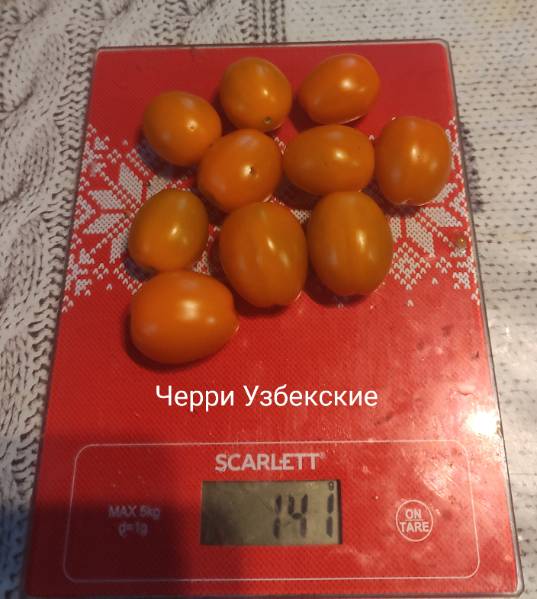 Черри Узбекские
SCARLETT
MAX 5kg
d=1g
g
141
ON
TARE